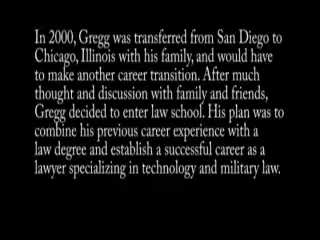 In 2000, Gregg was transferred from San Diego to
Chicago, Illinois with his family, and would have
to make another career transition. After much
thought and discussion with family and friends,
Gregg decided to enter law school. His plan was to
combine his previous career experience with a
law degree and establish a successful career as a
lawyer specializing in technology and military law.